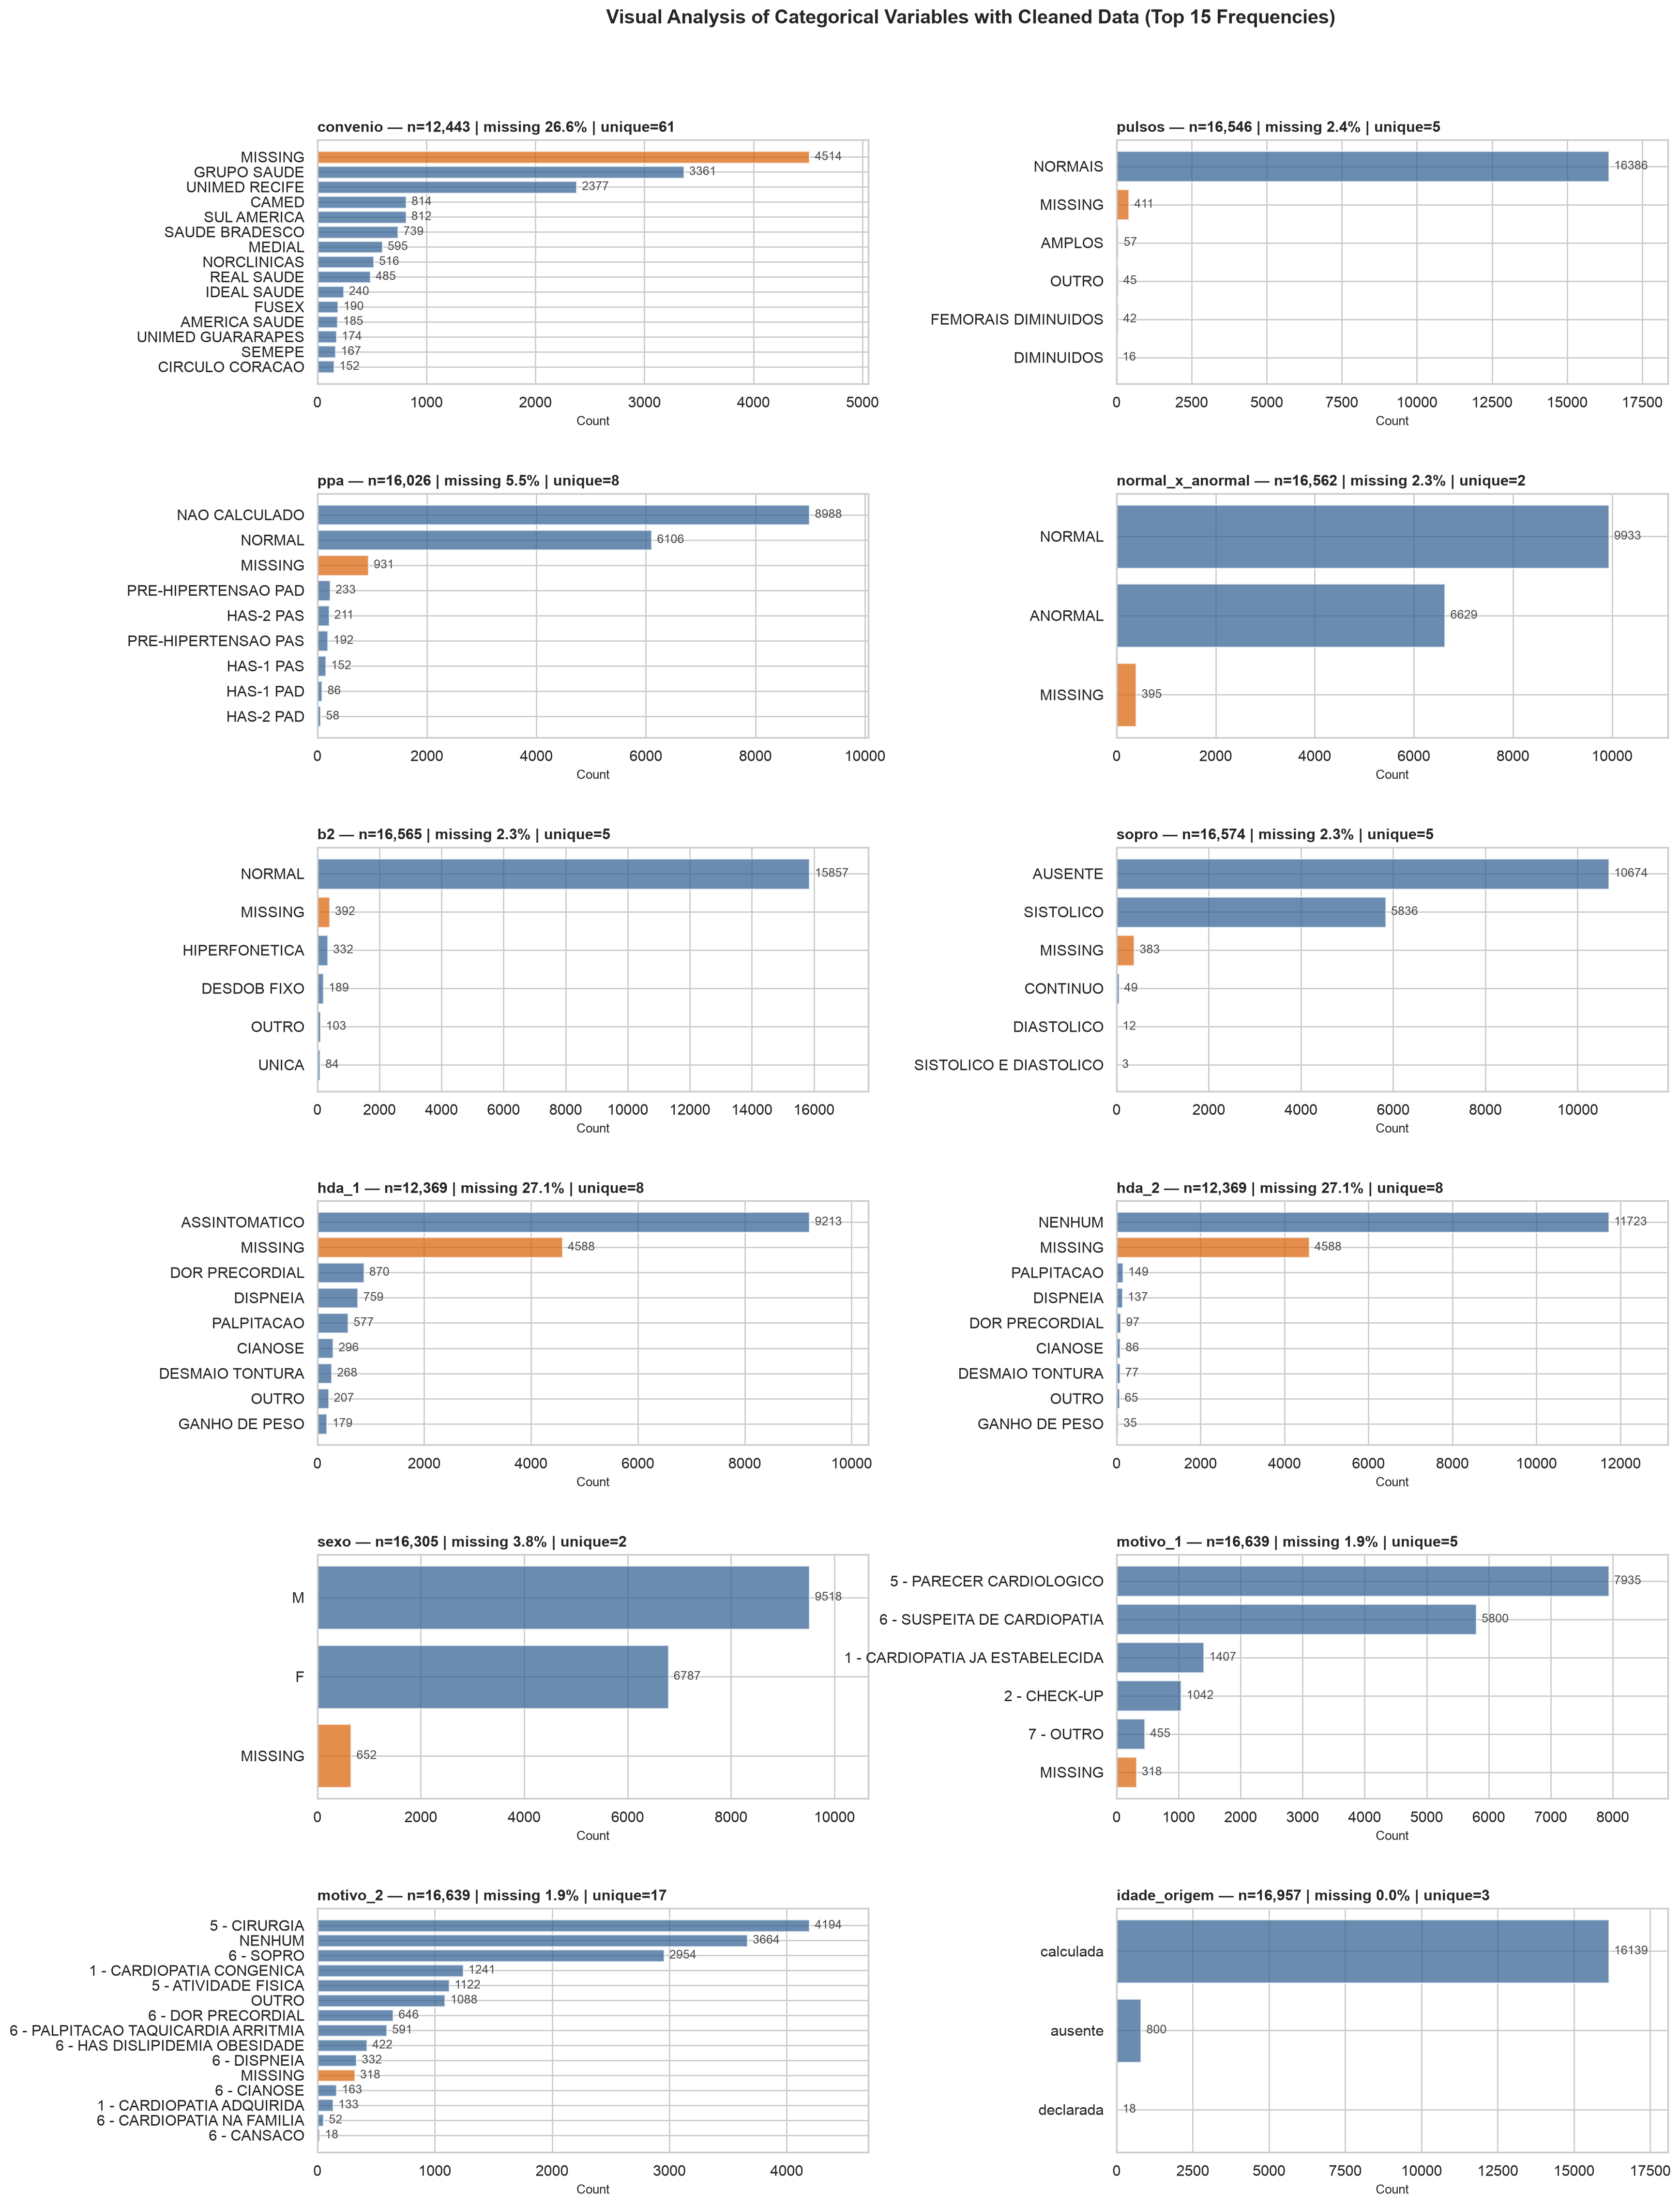 Visual Analysis of Categorical Variables with Cleaned Data (Top 15 Frequencies)
convenio — n=12,443 | missing 26.6% | unique=61
MISSING 4514
GRUPO SAUDE 3361
UNIMED RECIFE 2377
CAMED 814
SUL AMERICA 812
SAUDE BRADESCO 739
MEDIAL 595
NORCLINICAS 516
REAL SAUDE 485
IDEAL SAUDE 240
FUSEX 190
AMERICA SAUDE 185
UNIMED GUARARAPES 174
SEMEPE 167
CIRCULO CORACAO 152
0 1000 2000 3000 4000 5000
Count
pulsos — n=16,546 | missing 2.4% | unique=5
NORMAIS 16386
MISSING 411
AMPLOS 57
OUTRO 45
FEMORAIS DIMINUIDOS 42
DIMINUIDOS 16
0 2500 5000 7500 10000 12500 15000 17500
Count
ppa — n=16,026 | missing 5.5% | unique=8
NAO CALCULADO 8988
NORMAL 6106
MISSING 931
PRE-HIPERTENSAO PAD 233
HAS-2 PAS 211
PRE-HIPERTENSAO PAS 192
HAS-1 PAS 152
HAS-1 PAD 86
HAS-2 PAD 58
0 2000 4000 6000 8000 10000
Count
normal_x_anormal — n=16,562 | missing 2.3% | unique=2
NORMAL 9933
ANORMAL 6629
MISSING 395
0 2000 4000 6000 8000 10000
Count
b2 — n=16,565 | missing 2.3% | unique=5
NORMAL 15857
MISSING 392
HIPERFONETICA 332
DESDOB FIXO 189
OUTRO 103
UNICA 84
0 2000 4000 6000 8000 10000 12000 14000 16000
Count
sopro — n=16,574 | missing 2.3% | unique=5
AUSENTE 10674
SISTOLICO 5836
MISSING 383
CONTINUO 49
DIASTOLICO 12
SISTOLICO E DIASTOLICO 3
0 2000 4000 6000 8000 10000
Count
hda_1 — n=12,369 | missing 27.1% | unique=8
ASSINTOMATICO 9213
MISSING 4588
DOR PRECORDIAL 870
DISPNEIA 759
PALPITACAO 577
CIANOSE 296
DESMAIO TONTURA 268
OUTRO 207
GANHO DE PESO 179
0 2000 4000 6000 8000 10000
Count
hda_2 — n=12,369 | missing 27.1% | unique=8
NENHUM 11723
MISSING 4588
PALPITACAO 149
DISPNEIA 137
DOR PRECORDIAL 97
CIANOSE 86
DESMAIO TONTURA 77
OUTRO 65
GANHO DE PESO 35
0 2000 4000 6000 8000 10000 12000
Count
sexo — n=16,305 | missing 3.8% | unique=2
M 9518
F 6787
MISSING 652
0 2000 4000 6000 8000 10000
Count
motivo_1 — n=16,639 | missing 1.9% | unique=5
5 - PARECER CARDIOLOGICO 7935
6 - SUSPEITA DE CARDIOPATIA 5800
1 - CARDIOPATIA JA ESTABELECIDA 1407
2 - CHECK-UP 1042
7 - OUTRO 455
MISSING 318
0 1000 2000 3000 4000 5000 6000 7000 8000
Count
motivo_2 — n=16,639 | missing 1.9% | unique=17
5 - CIRURGIA 4194
NENHUM 3664
6 - SOPRO 2954
1 - CARDIOPATIA CONGENICA 1241
5 - ATIVIDADE FISICA 1122
OUTRO 1088
6 - DOR PRECORDIAL 646
6 - PALPITACAO TAQUICARDIA ARRITMIA 591
6 - HAS DISLIPIDEMIA OBESIDADE 422
6 - DISPNEIA 332
MISSING 318
6 - CIANOSE 163
1 - CARDIOPATIA ADQUIRIDA 133
6 - CARDIOPATIA NA FAMILIA 52
6 - CANSACO 18
0 1000 2000 3000 4000
Count
idade_origem — n=16,957 | missing 0.0% | unique=3
calculada 16139
ausente 800
declarada 18
0 2500 5000 7500 10000 12500 15000 17500
Count